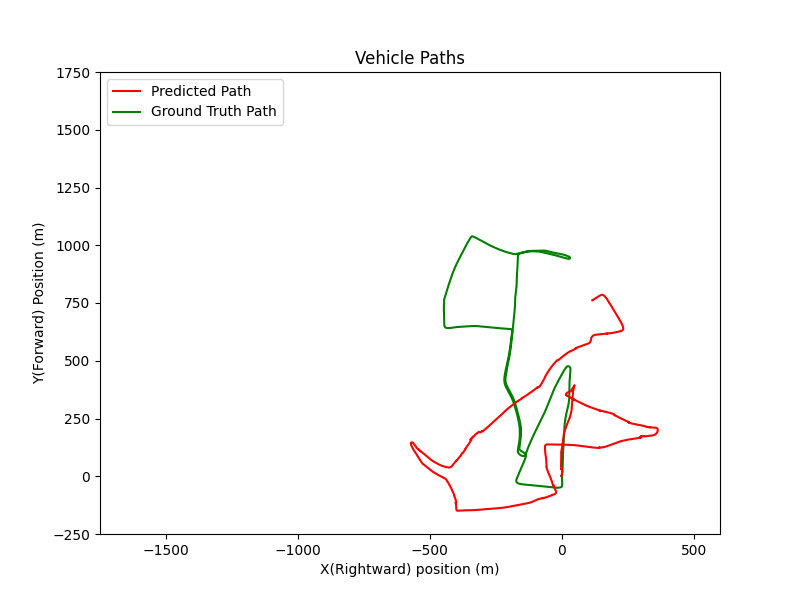 Vehicle Paths
Predicted Path
Ground Truth Path
1750
1500
1250
1000
750
500
250
0
−250
Y(Forward) Position (m)
−1500
−1000
−500
0
500
X(Rightward) position (m)